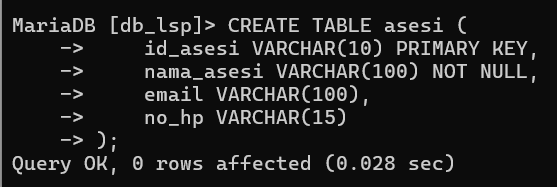 MariaDB [db_lsp]> CREATE TABLE asesi (
    ->     id_asesi VARCHAR(10) PRIMARY KEY,
    ->     nama_asesi VARCHAR(100) NOT NULL,
    ->     email VARCHAR(100),
    ->     no_hp VARCHAR(15)
    -> );
Query OK, 0 rows affected (0.028 sec)